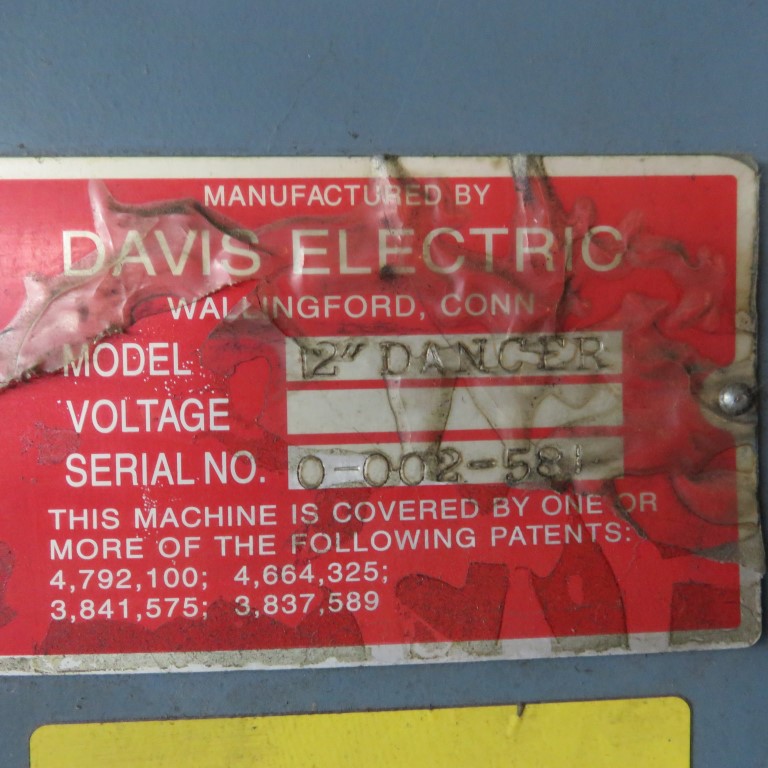 MANUFACTURED BY
DAVIS ELECTRIC
WALLINGFORD, CONN
MODEL 12" DANCER
VOLTAGE
SERIAL NO. 0-002-581
THIS MACHINE IS COVERED BY ONE OR
MORE OF THE FOLLOWING PATENTS:
4,792,100; 4,664,325;
3,841,575; 3,837,589